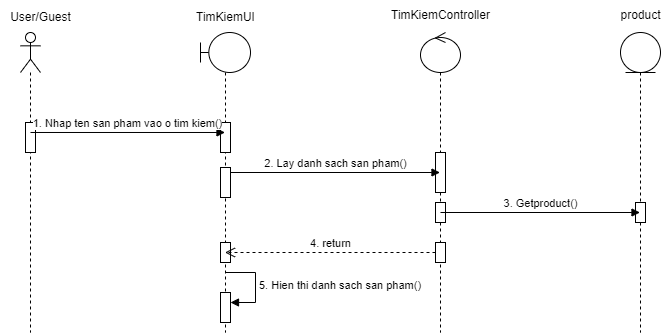 User/Guest
TimKiemUI
TimKiemController
product
1. Nhap ten san pham vao o tim kiem()
2. Lay danh sach san pham()
3. Getproduct()
4. return
5. Hien thi danh sach san pham()